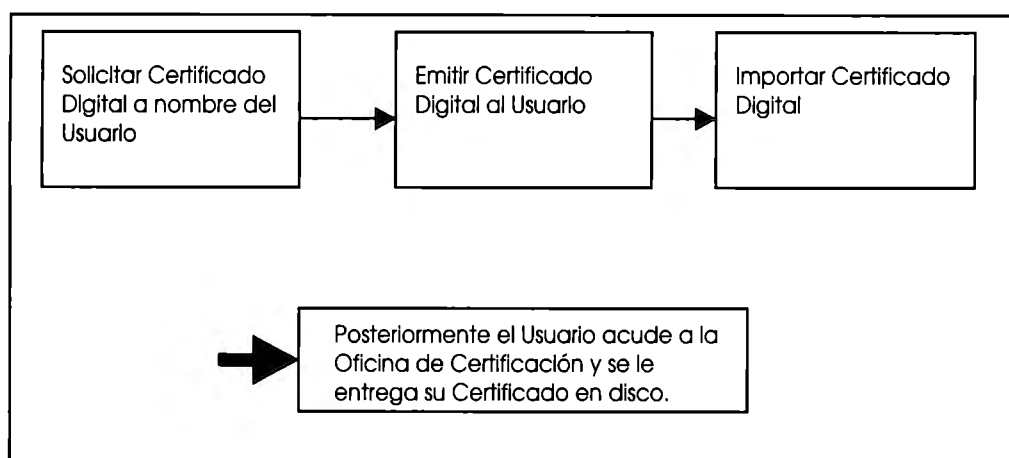 Solicitar Certificado
Digital a nombre del
Usuario
Emitir Certificado
Digital al Usuario
Importar Certificado
Digital
Posteriormente el Usuario acude a la
Oficina de Certificación y se le
entrega su Certificado en disco.